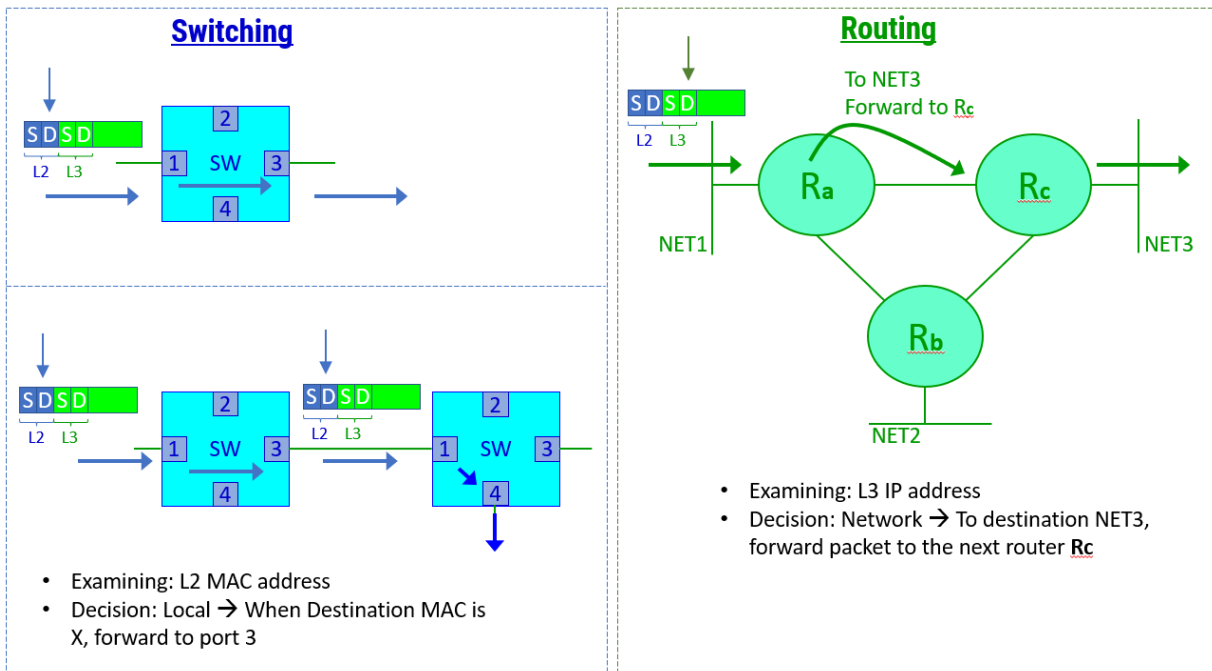 Switching
S D S D
L2 L3
2
1 SW 3
4
S D S D
L2 L3
2
1 SW 3
4
S D S D
L2 L3
2
1 SW 3
4
• Examining: L2 MAC address
• Decision: Local → When Destination MAC is
X, forward to port 3
Routing
S D S D
L2 L3
To NET3
Forward to Rc
Ra
Rc
NET1
NET3
Rb
NET2
• Examining: L3 IP address
• Decision: Network → To destination NET3,
forward packet to the next router Rc